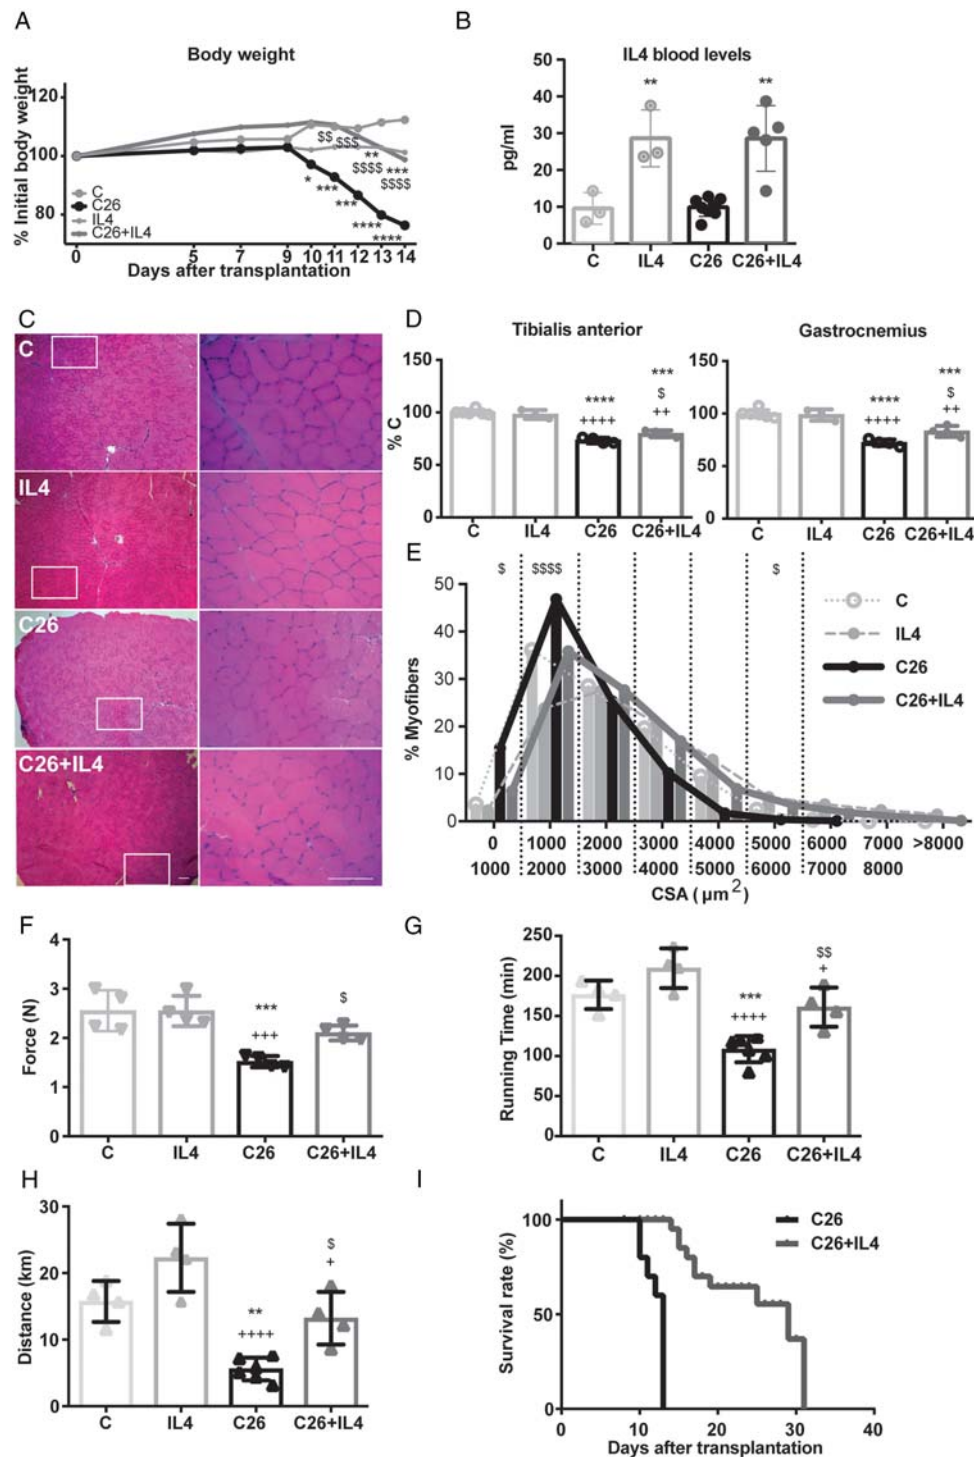 A
Body weight
% Initial body weight
120
100
80
$$
$$$
**
$$$$
***
$$$$
*
***
***
****
****
C
C26
IL4
C26+IL4
0 5 7 9 10 11 12 13 14
Days after transplantation
B
IL4 blood levels
pg/ml
50
40
30
20
10
0
** **
C IL4 C26 C26+IL4
C
C
IL4
C26
C26+IL4
D
Tibialis anterior
% C
150
100
50
0
***
**** $
++++ ++
C IL4 C26 C26+IL4
Gastrocnemius
150
100
50
0
***
**** $
++++ ++
C IL4 C26 C26+IL4
E
$ $$$$ $
% Myofibers
50
40
30
20
10
0
C
IL4
C26
C26+IL4
0 1000 2000 3000 4000 5000 6000 7000 >8000
1000 2000 3000 4000 5000 6000 7000 8000
CSA (µm2)
F
Force (N)
4
3
2
1
0
*** $
+++
C IL4 C26 C26+IL4
G
Running Time (min)
250
200
150
100
50
0
$$
*** +
++++
C IL4 C26 C26+IL4
H
Distance (km)
30
20
10
0
$
** +
++++
C IL4 C26 C26+IL4
I
Survival rate (%)
100
50
0
C26
C26+IL4
0 10 20 30 40
Days after transplantation